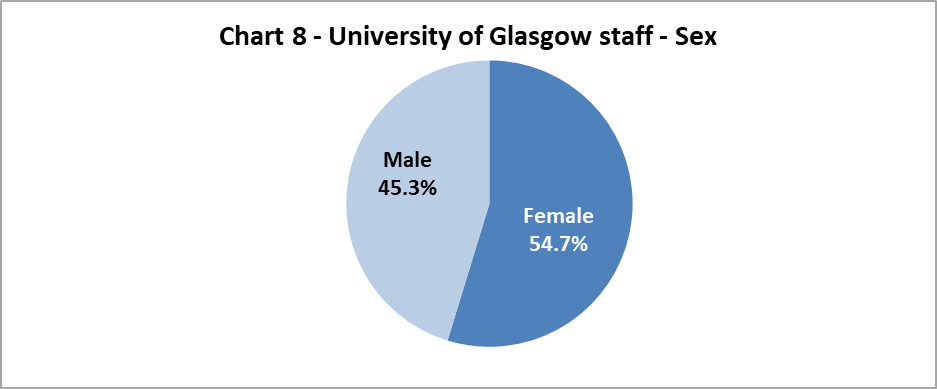 Chart 8 - University of Glasgow staff - Sex
Male
45.3%
Female
54.7%